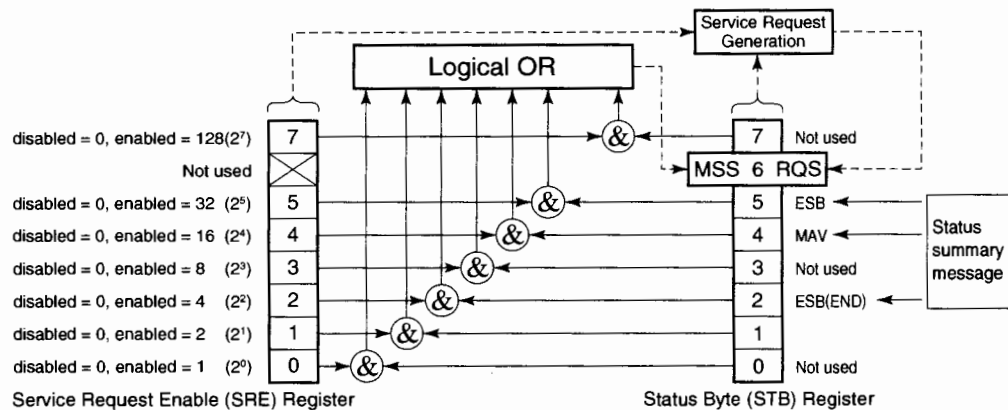 Service Request
Generation
Logical OR
disabled = 0, enabled = 128(2⁷) 7 & 7 Not used
Not used MSS 6 RQS
disabled = 0, enabled = 32 (2⁵) 5 & 5 ESB
disabled = 0, enabled = 16 (2⁴) 4 & 4 MAV
disabled = 0, enabled = 8 (2³) 3 & 3 Not used
disabled = 0, enabled = 4 (2²) 2 & 2 ESB(END)
disabled = 0, enabled = 2 (2¹) 1 & 1
disabled = 0, enabled = 1 (2⁰) 0 & 0 Not used
Status
summary
message
Service Request Enable (SRE) Register
Status Byte (STB) Register